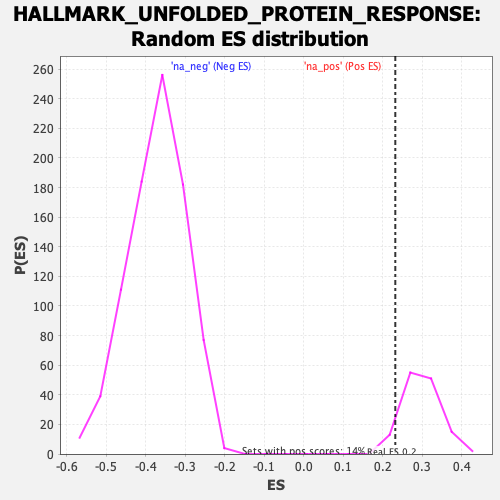 HALLMARK_UNFOLDED_PROTEIN_RESPONSE:
Random ES distribution
'na_neg' (Neg ES) 'na_pos' (Pos ES)
260
240
220
200
180
160
140
120
100
80
60
40
20
0
P(ES)
Sets with pos scores: 14% Real ES 0.2
-0.6 -0.5 -0.4 -0.3 -0.2 -0.1 0.0 0.1 0.2 0.3 0.4
ES